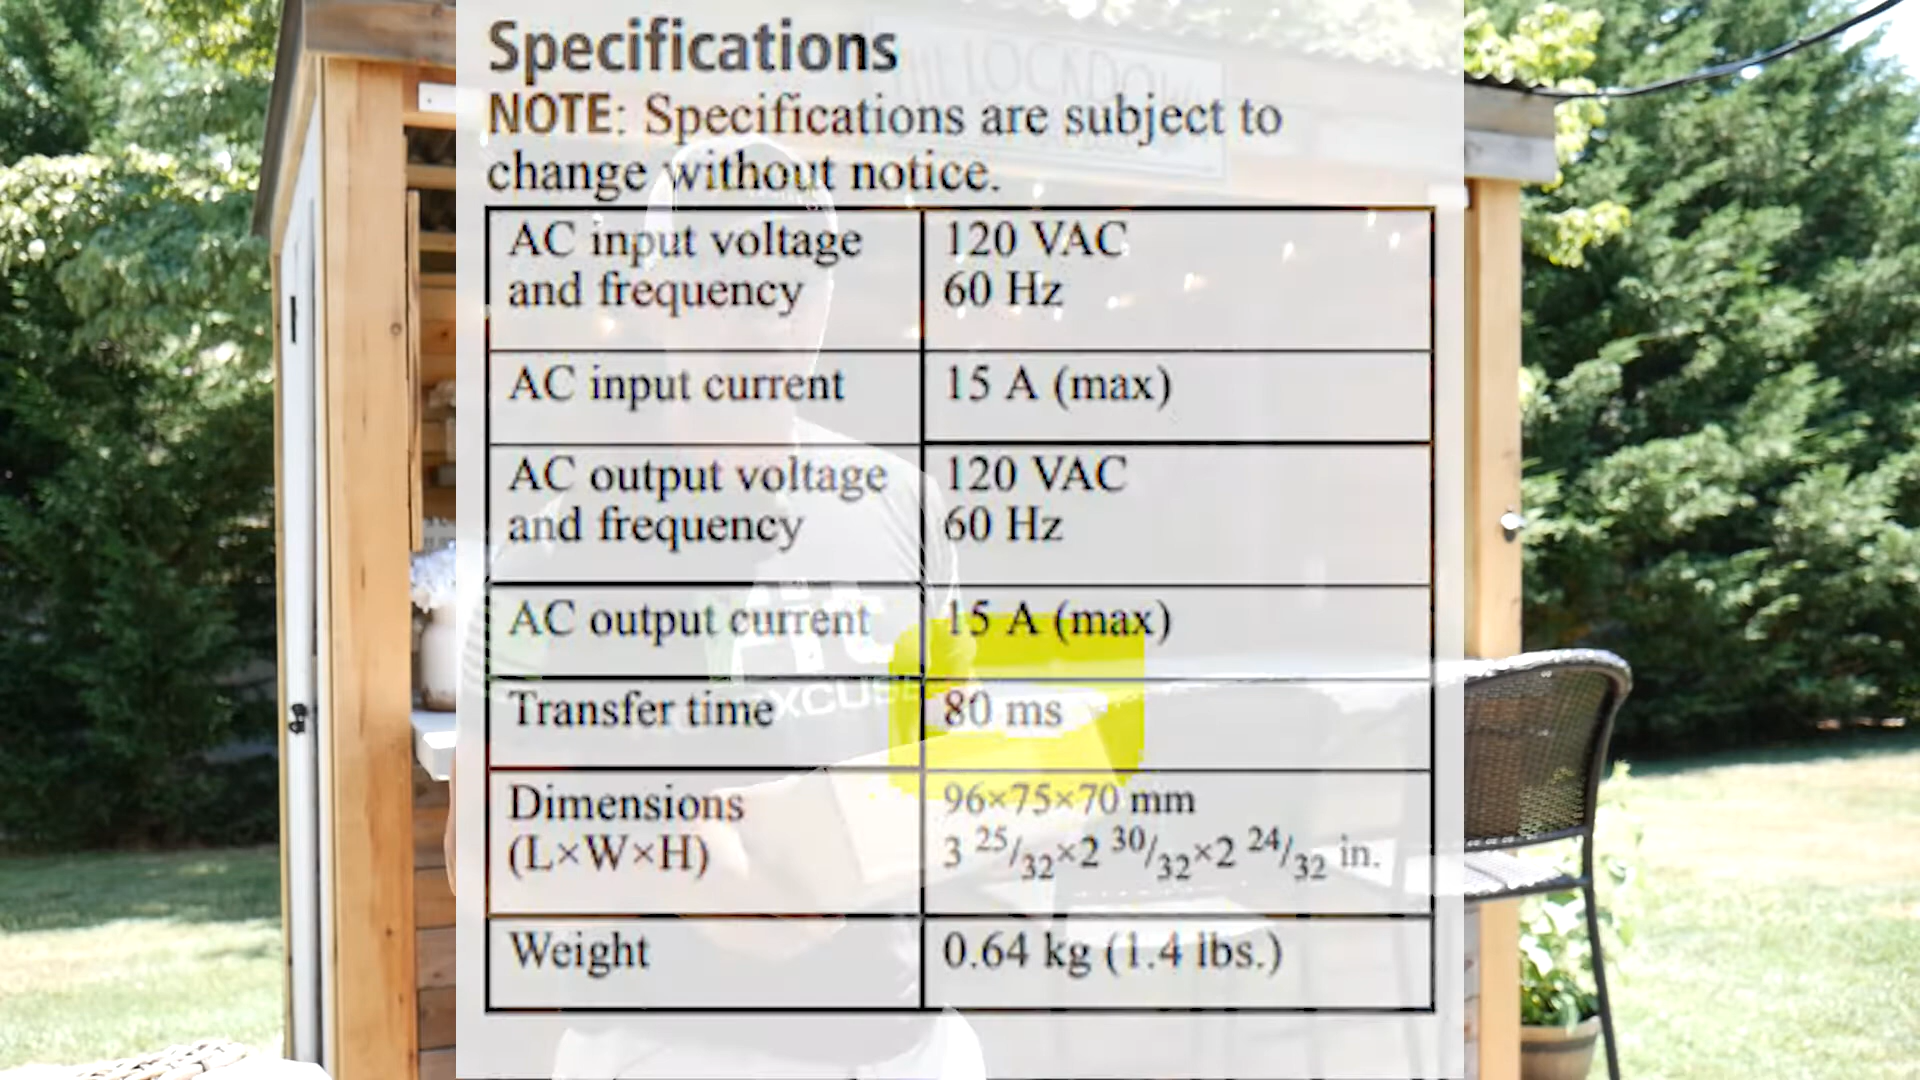 Specifications
NOTE: Specifications are subject to
change without notice.
AC input voltage
and frequency
120 VAC
60 Hz
AC input current
15 A (max)
AC output voltage
and frequency
120 VAC
60 Hz
AC output current
15 A (max)
Transfer time
80 ms
Dimensions
(L×W×H)
96×75×70 mm
3 25/32×2 30/32×2 24/32 in.
Weight
0.64 kg (1.4 lbs.)